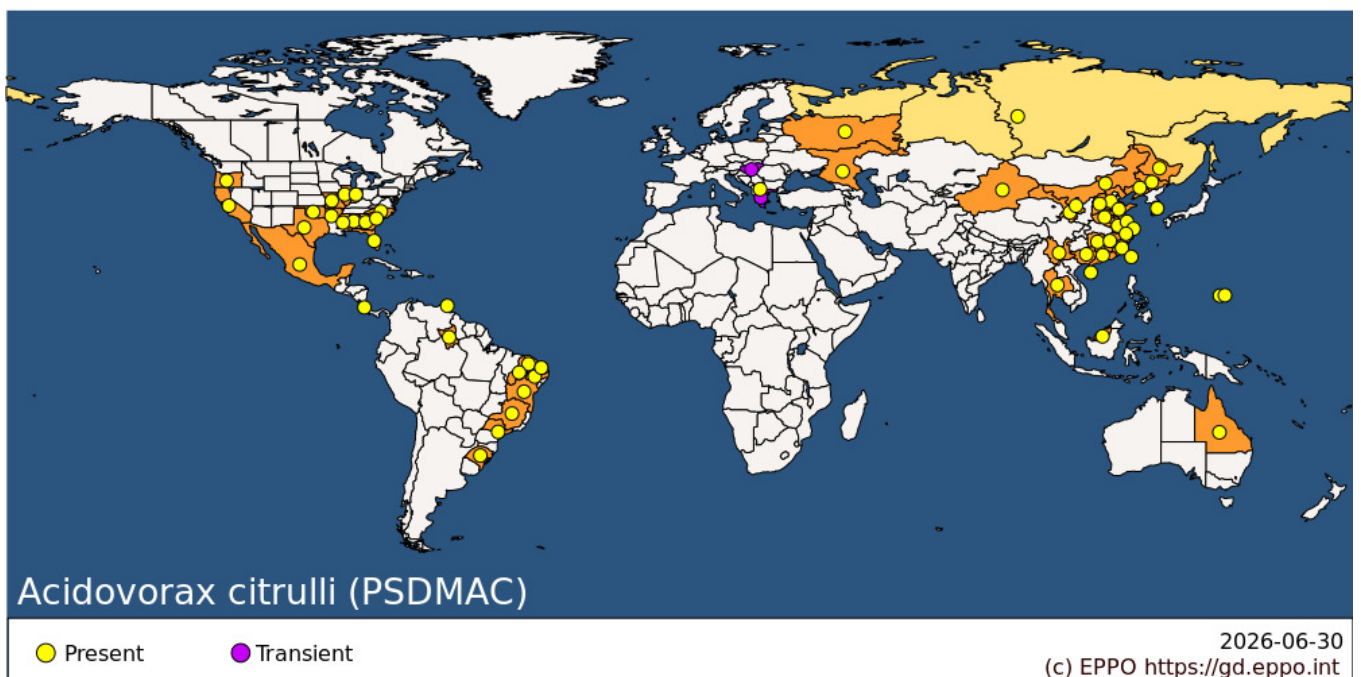 Acidovorax citrulli (PSDMAC)
Present
Transient
2026-06-30
(c) EPPO https://gd.eppo.int